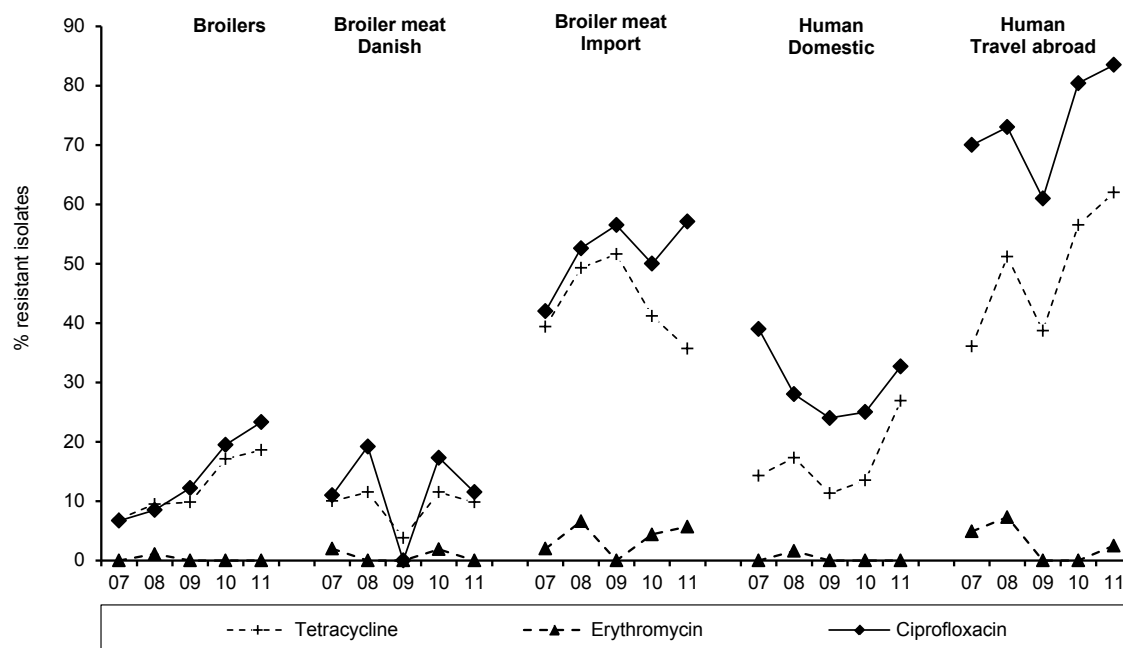 Broilers
Broiler meat
Danish
Broiler meat
Import
Human
Domestic
Human
Travel abroad
% resistant isolates
90
80
70
60
50
40
30
20
10
0
07 08 09 10 11 07 08 09 10 11 07 08 09 10 11 07 08 09 10 11 07 08 09 10 11
Tetracycline Erythromycin Ciprofloxacin